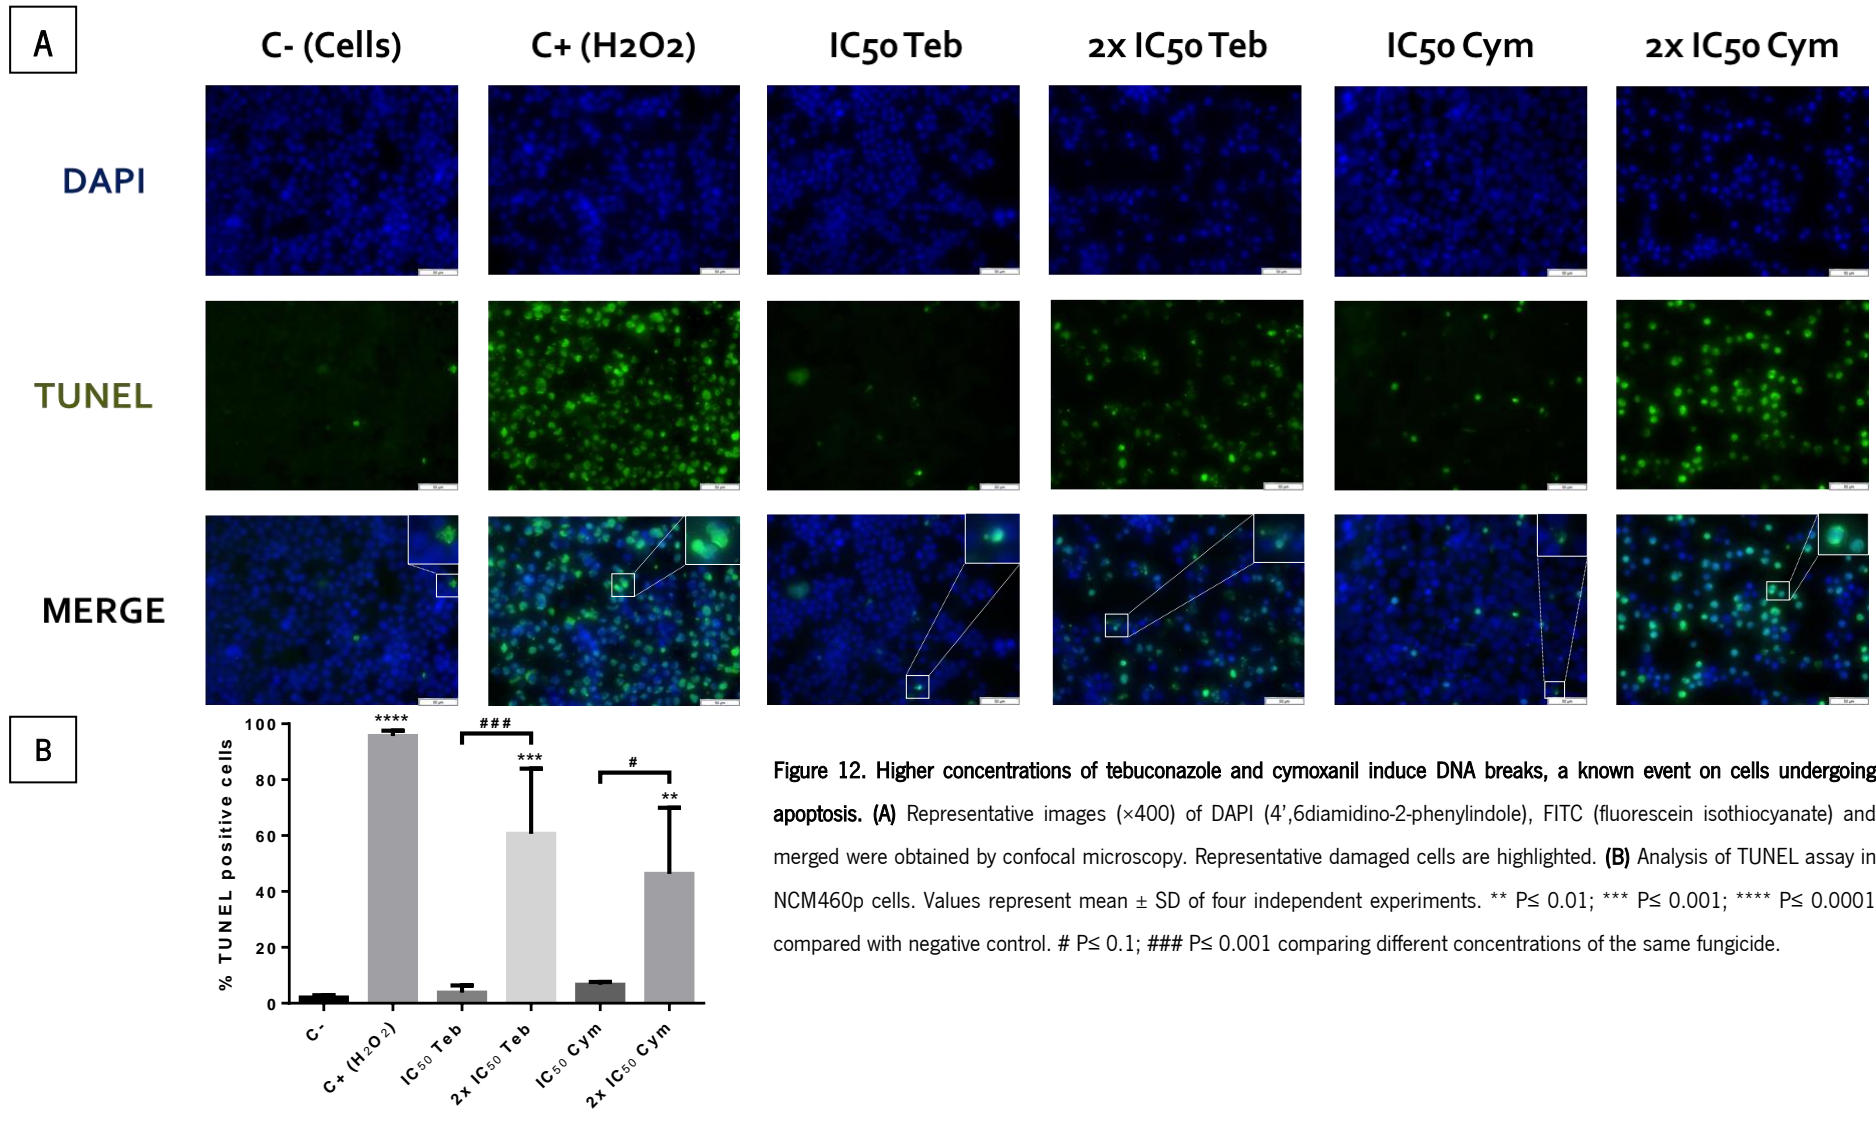 A
C- (Cells) C+ (H2O2) IC50 Teb 2x IC50 Teb IC50 Cym 2x IC50 Cym
DAPI
TUNEL
MERGE
B
% TUNEL positive cells
100
80
60
40
20
0
****
###
***
#
**
C-
C+ (H2O2)
IC50 Teb
2x IC50 Teb
IC50 Cym
2x IC50 Cym
Figure 12. Higher concentrations of tebuconazole and cymoxanil induce DNA breaks, a known event on cells undergoing
apoptosis. (A) Representative images (×400) of DAPI (4’,6diamidino-2-phenylindole), FITC (fluorescein isothiocyanate) and
merged were obtained by confocal microscopy. Representative damaged cells are highlighted. (B) Analysis of TUNEL assay in
NCM460p cells. Values represent mean ± SD of four independent experiments. ** P≤ 0.01; *** P≤ 0.001; **** P≤ 0.0001
compared with negative control. # P≤ 0.1; ### P≤ 0.001 comparing different concentrations of the same fungicide.